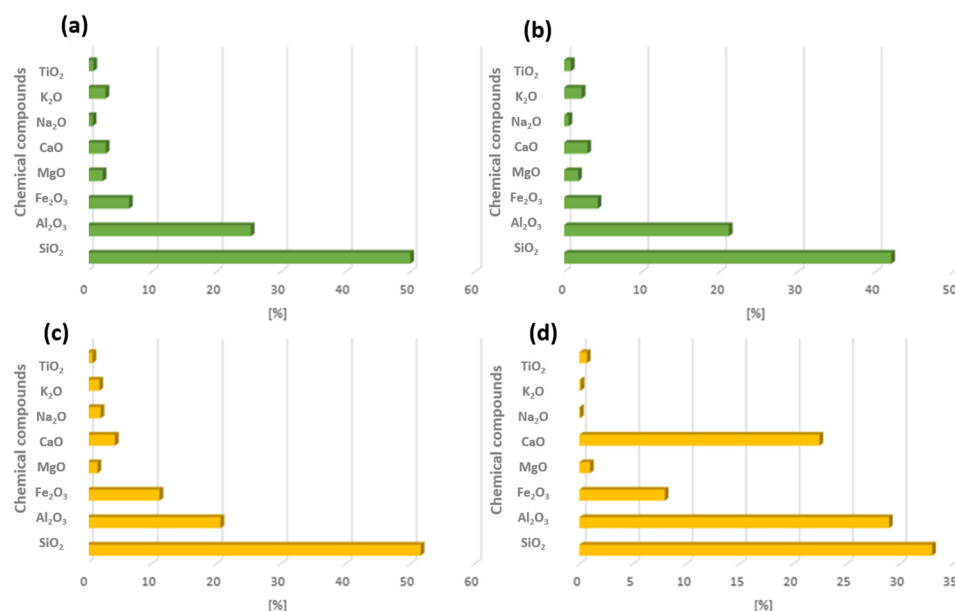 (a)
Chemical compounds
TiO₂
K₂O
Na₂O
CaO
MgO
Fe₂O₃
Al₂O₃
SiO₂
0 10 20 30 40 50 60
[%]
(b)
Chemical compounds
TiO₂
K₂O
Na₂O
CaO
MgO
Fe₂O₃
Al₂O₃
SiO₂
0 10 20 30 40 50
[%]
(c)
Chemical compounds
TiO₂
K₂O
Na₂O
CaO
MgO
Fe₂O₃
Al₂O₃
SiO₂
0 10 20 30 40 50 60
[%]
(d)
Chemical compounds
TiO₂
K₂O
Na₂O
CaO
MgO
Fe₂O₃
Al₂O₃
SiO₂
0 5 10 15 20 25 30 35
[%]